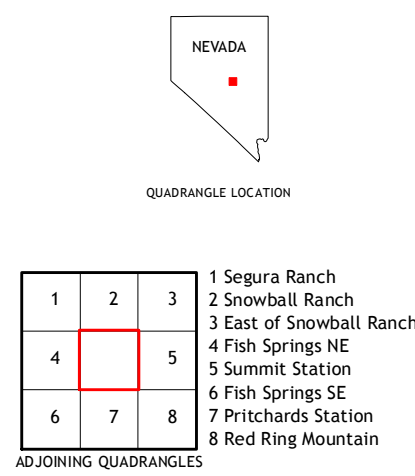 NEVADA
QUADRANGLE LOCATION
1 2 3
4 5
6 7 8
ADJOINING QUADRANGLES
1 Segura Ranch
2 Snowball Ranch
3 East of Snowball Ranch
4 Fish Springs NE
5 Summit Station
6 Fish Springs SE
7 Pritchards Station
8 Red Ring Mountain